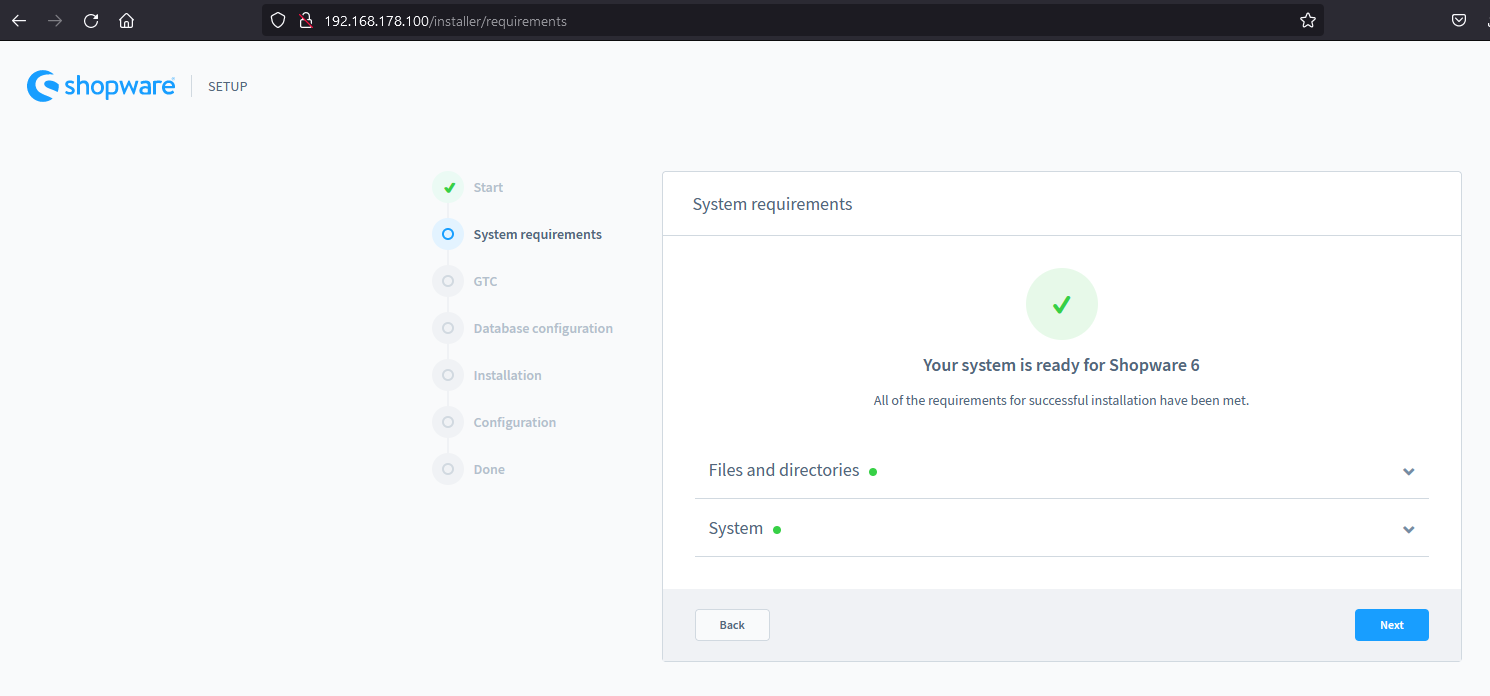 192.168.178.100/installer/requirements
shopware
SETUP
Start
System requirements
GTC
Database configuration
Installation
Configuration
Done
System requirements
Your system is ready for Shopware 6
All of the requirements for successful installation have been met.
Files and directories
System
Back
Next